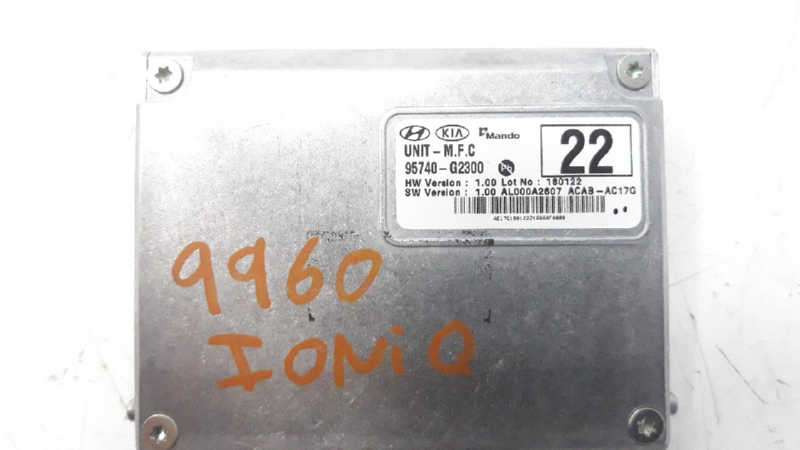 HYUNDAI KIA Mando
UNIT - M.F.C
95740-G2300 Pb
22
HW Version : 1.00 Lot No : 180122
SW Version : 1.00 AL000A2607 ACAB-AC17G
9960
IONiQ